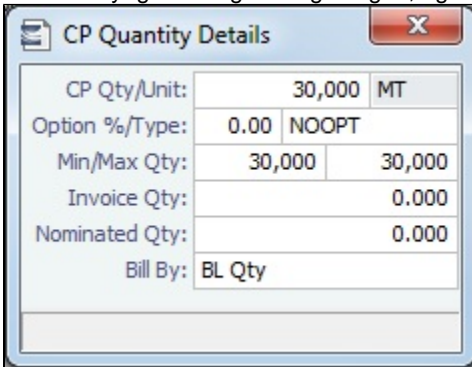 CP Quantity Details
CP Qty/Unit: 30,000 MT
Option %/Type: 0.00 NOOPT
Min/Max Qty: 30,000 30,000
Invoice Qty: 0.000
Nominated Qty: 0.000
Bill By: BL Qty